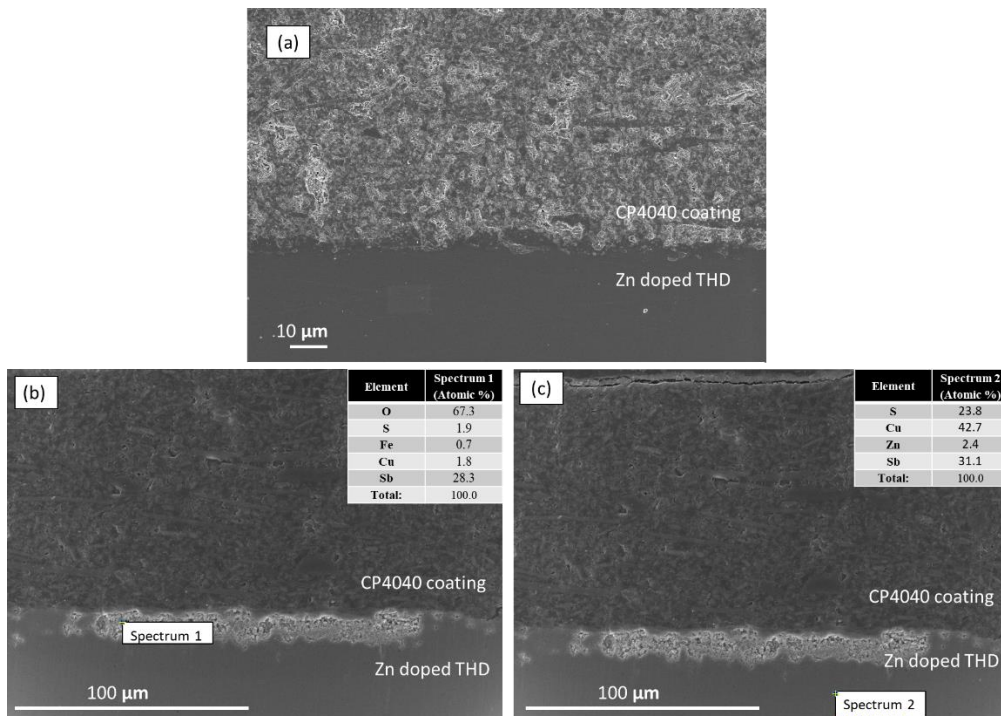 (a)
CP4040 coating
Zn doped THD
10 µm
(b)
Element Spectrum 1 (Atomic %)
O 67.3
S 1.9
Fe 0.7
Cu 1.8
Sb 28.3
Total: 100.0
CP4040 coating
Spectrum 1
Zn doped THD
100 µm
(c)
Element Spectrum 2 (Atomic %)
S 23.8
Cu 42.7
Zn 2.4
Sb 31.1
Total: 100.0
CP4040 coating
Zn doped THD
100 µm
Spectrum 2